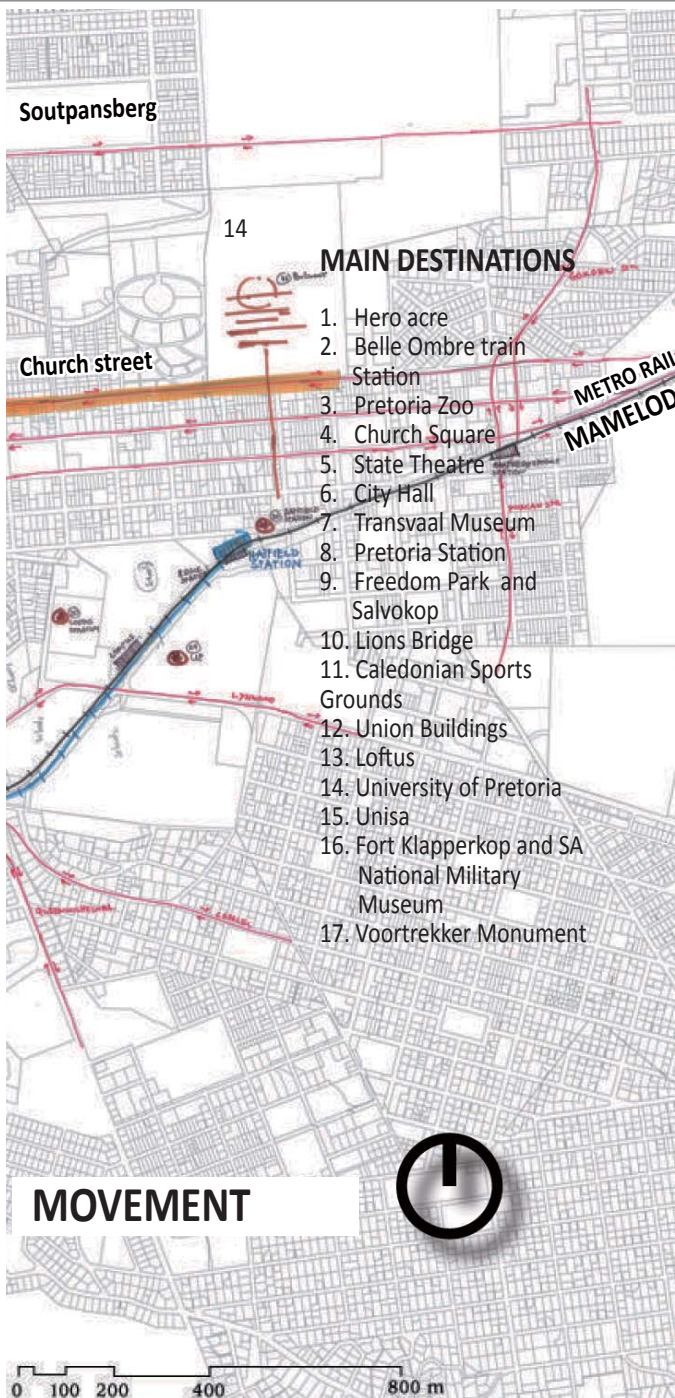 Soutpansberg
14
MAIN DESTINATIONS
1. Hero acre
2. Belle Ombre train
Station
3. Pretoria Zoo
4. Church Square
5. State Theatre
6. City Hall
7. Transvaal Museum
8. Pretoria Station
9. Freedom Park and
Salvokop
10. Lions Bridge
11. Caledonian Sports
Grounds
12. Union Buildings
13. Loftus
14. University of Pretoria
15. Unisa
16. Fort Klapperkop and SA
National Military
Museum
17. Voortrekker Monument
Church street
METRO RAIL
MAMELOD
HATFIELD
STATION
LYNNWOOD
MOVEMENT
0 100 200 400 800 m